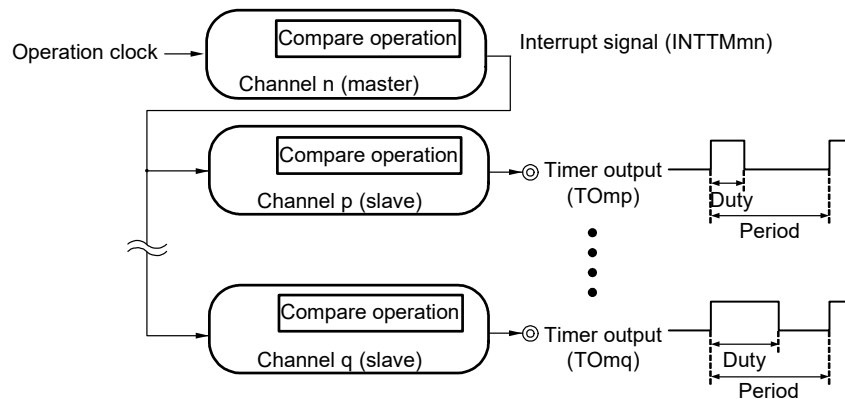 Compare operation
Operation clock
Interrupt signal (INTTMmn)
Channel n (master)
Compare operation
Channel p (slave)
Timer output
(TOmp)
Duty
Period
Compare operation
Channel q (slave)
Timer output
(TOmq)
Duty
Period